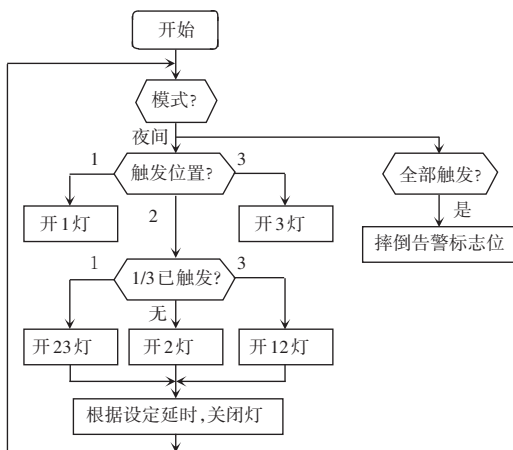 开始
模式?
夜间
1
触发位置?
3
全部触发?
开1灯
2
开3灯
是
摔倒告警标志位
1
1/3已触发?
3
无
开23灯
开2灯
开12灯
根据设定延时,关闭灯